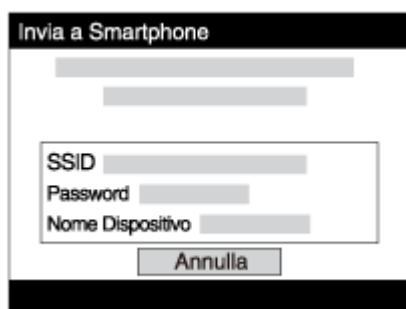 Invia a Smartphone
SSID
Password
Nome Dispositivo
Annulla